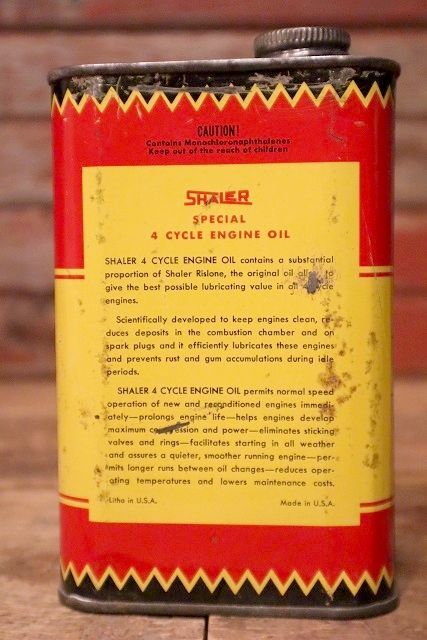 CAUTION!
Contains Monochloronaphthalenes
Keep out of the reach of children
SHALER
SPECIAL
4 CYCLE ENGINE OIL
SHALER 4 CYCLE ENGINE OIL contains a substantial
proportion of Shaler Rislone, the original oil alloy, to
give the best possible lubricating value in all 4 cycle
engines.
Scientifically developed to keep engines clean, re-
duces deposits in the combustion chamber and on
spark plugs and it efficiently lubricates these engines
and prevents rust and gum accumulations during idle
periods.
SHALER 4 CYCLE ENGINE OIL permits normal speed
operation of new and reconditioned engines immedi-
ately—prolongs engine life—helps engines develop
maximum compression and power—eliminates sticking
valves and rings—facilitates starting in all weather
and assures a quieter, smoother running engine—per-
mits longer runs between oil changes—reduces oper-
ating temperatures and lowers maintenance costs.
Litho in U.S.A.
Made in U.S.A.